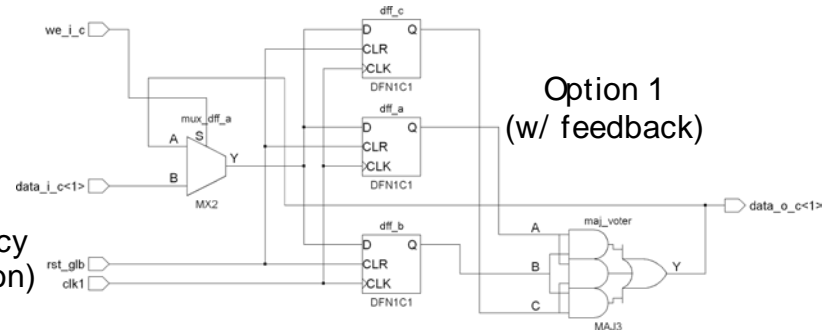 dff_c
we_i_c
D Q
CLR
CLK
DFN1C1
Option 1
(w/ feedback)
mux_dff_a
dff_a
A S
D Q
CLR
Y
CLK
data_i_c<1>
B
MX2
DFN1C1
data_o_c<1>
dff_b
maj_voter
cy
A
D Q
rst_glb
CLR
B
Y
on)
clk1
CLK
DFN1C1
C
MAJ3